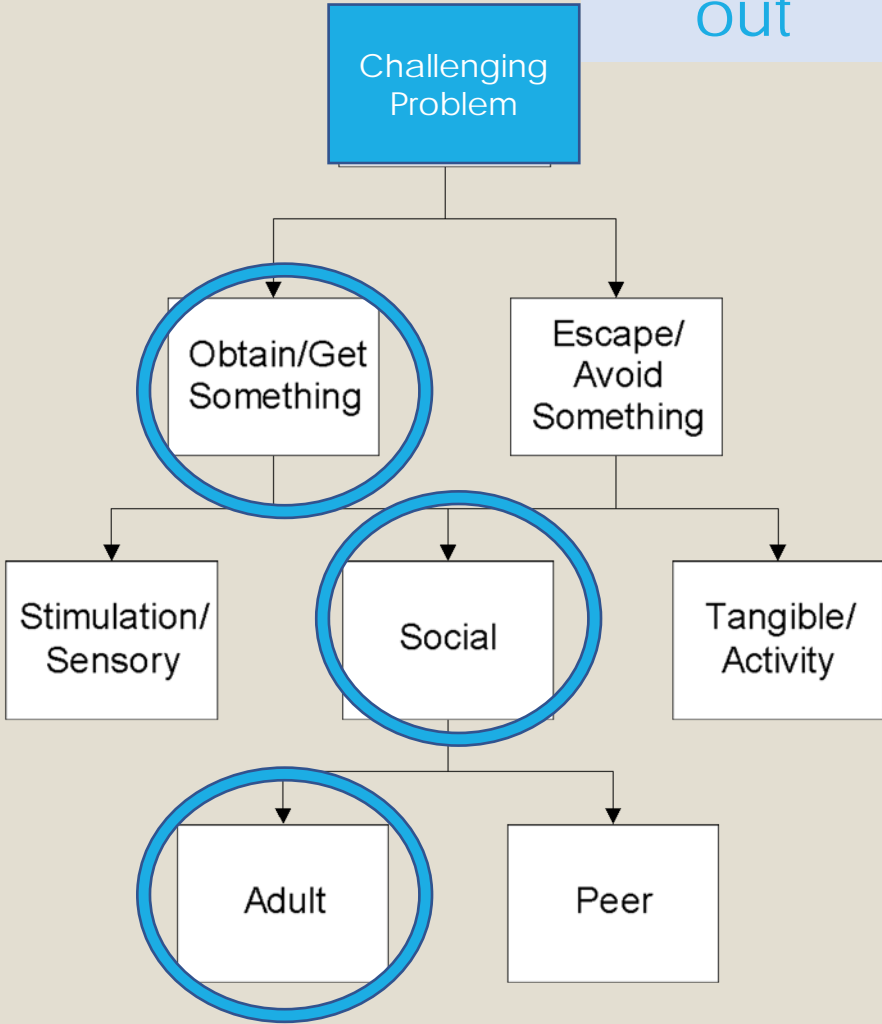 out
Challenging
Problem
Obtain/Get
Something
Escape/
Avoid
Something
Stimulation/
Sensory
Social
Tangible/
Activity
Adult
Peer